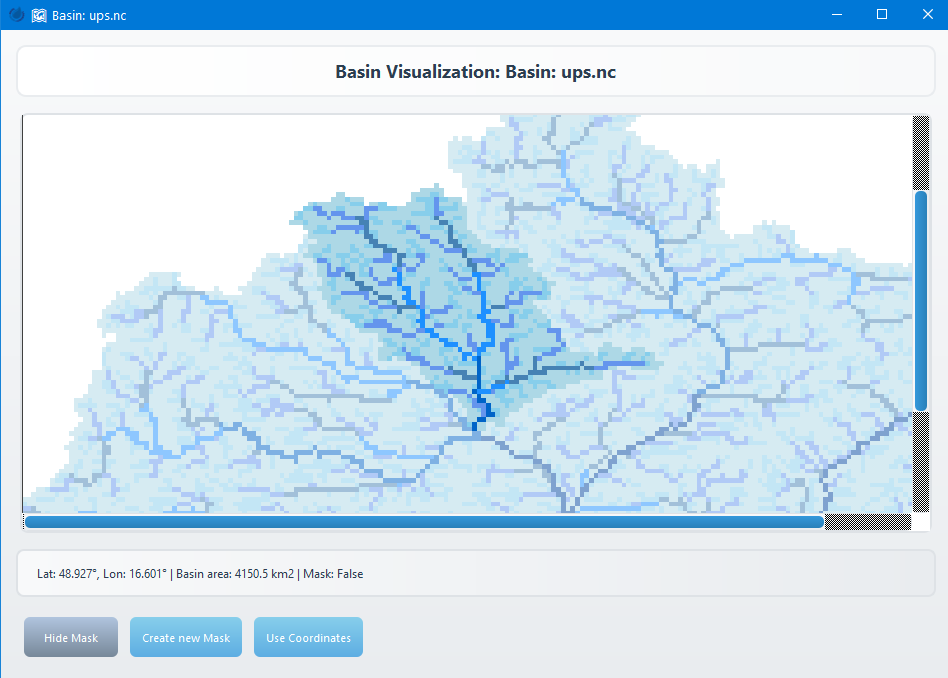 Basin: ups.nc
Basin Visualization: Basin: ups.nc
Lat: 48.927°, Lon: 16.601° | Basin area: 4150.5 km2 | Mask: False
Hide Mask
Create new Mask
Use Coordinates